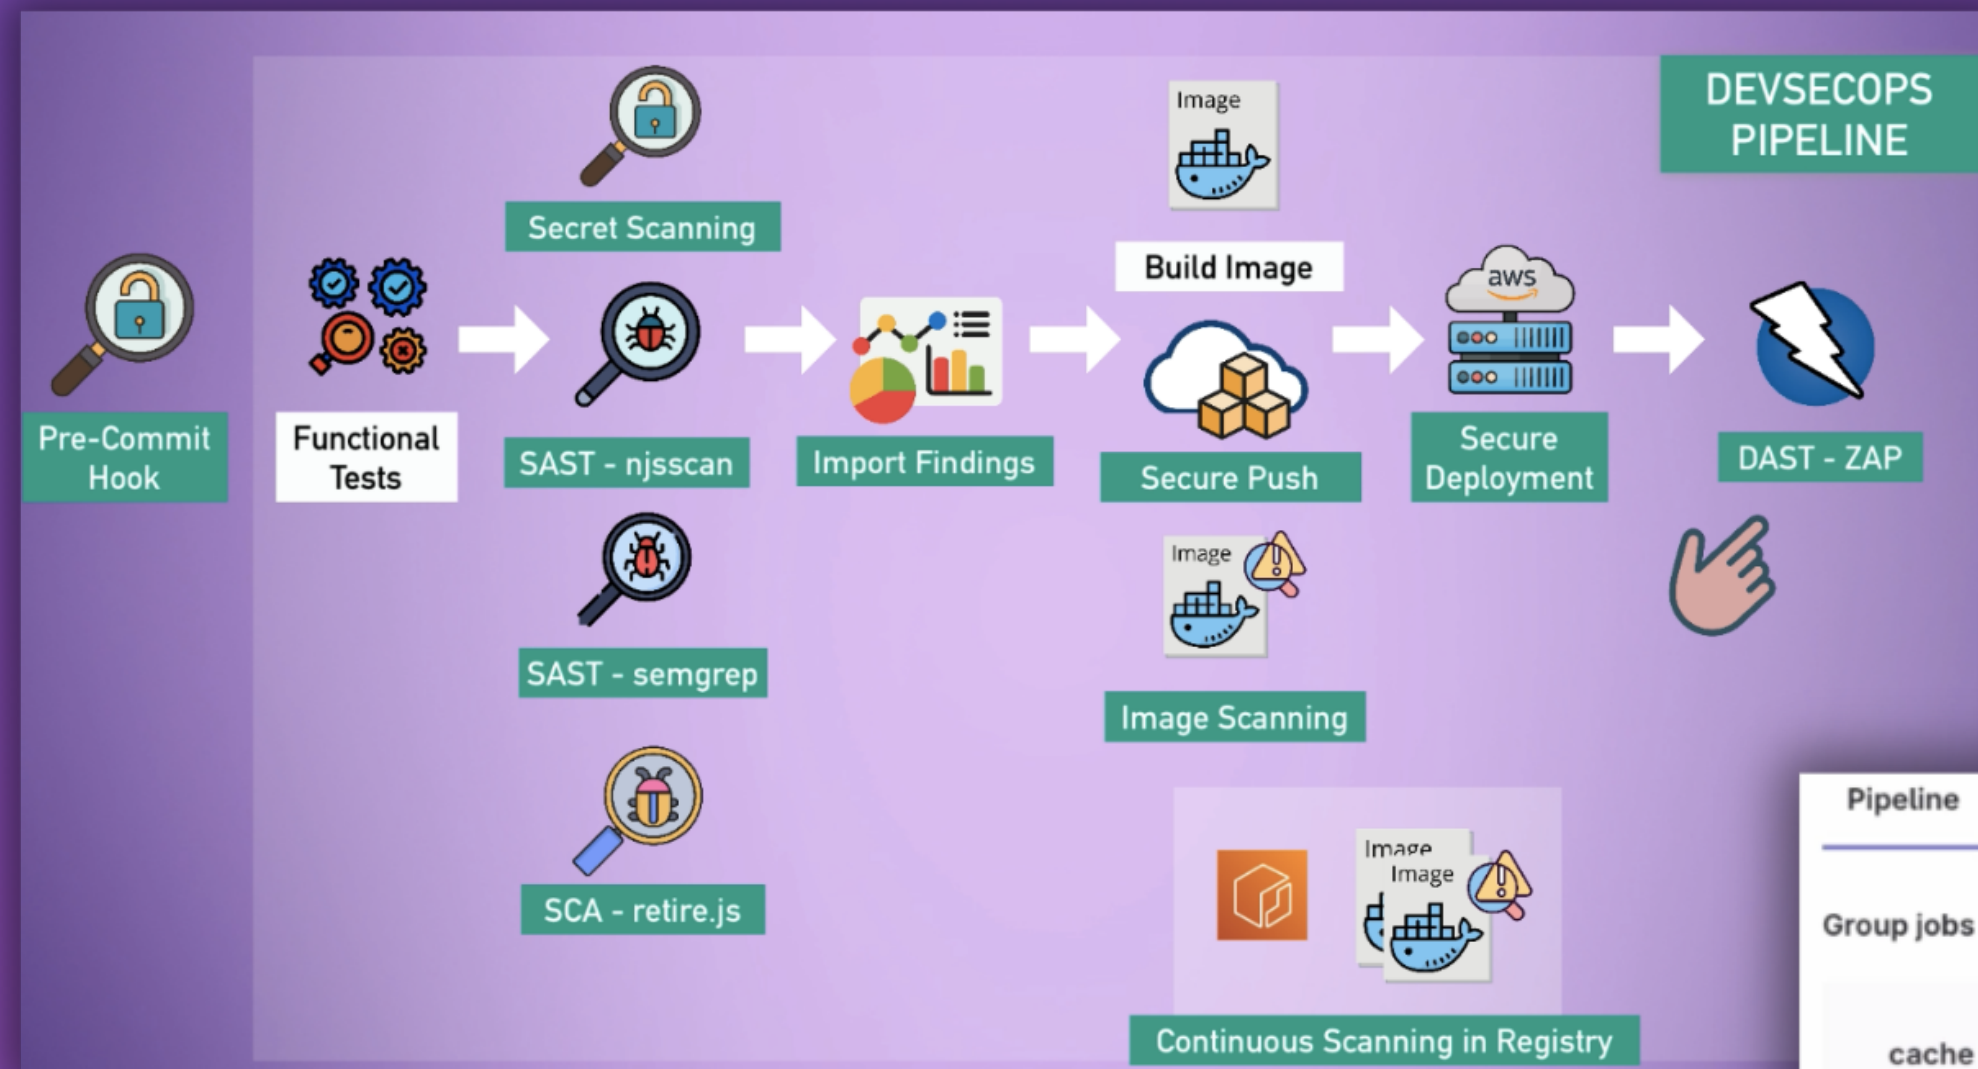 DEVSECOPS
PIPELINE
Pre-Commit
Hook
Functional
Tests
Secret Scanning
SAST - njsscan
SAST - semgrep
SCA - retire.js
Import Findings
Image
Build Image
Secure Push
Image
Image Scanning
aws
Secure
Deployment
DAST - ZAP
Image
Image
Continuous Scanning in Registry
Pipeline
Group jobs
cache